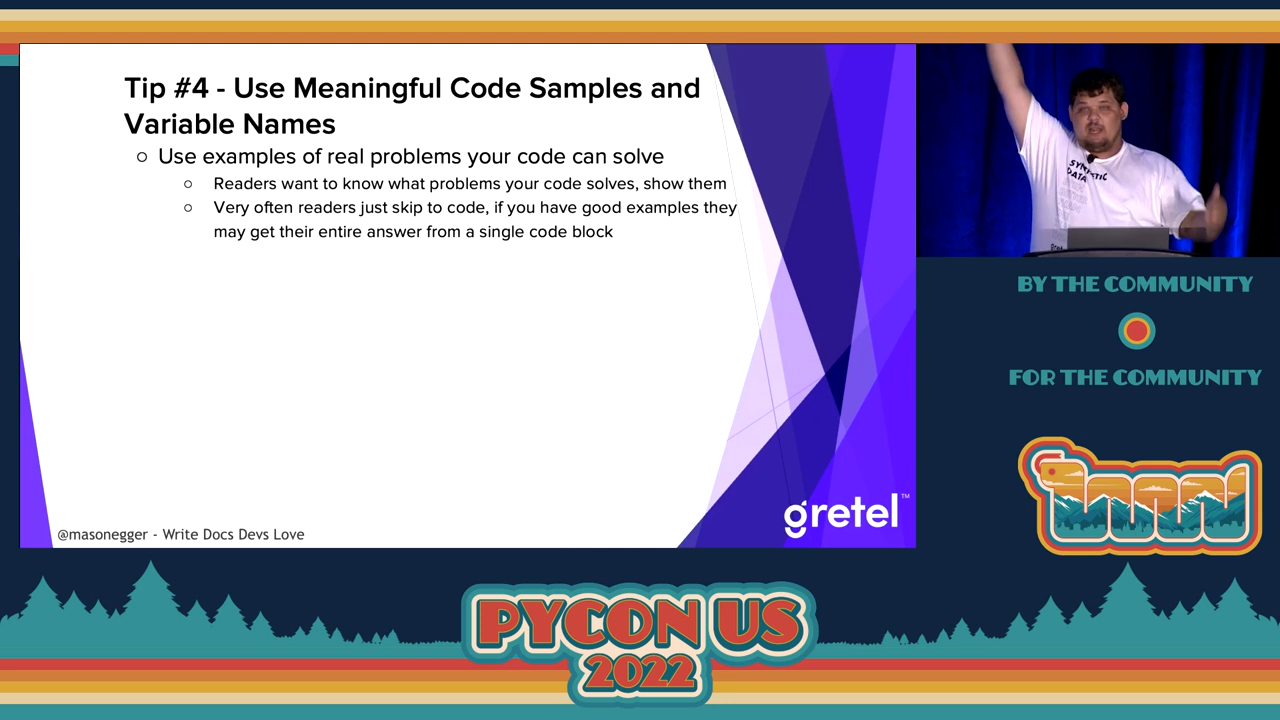 Tip #4 - Use Meaningful Code Samples and
Variable Names
○ Use examples of real problems your code can solve
○ Readers want to know what problems your code solves, show them
○ Very often readers just skip to code, if you have good examples they
may get their entire answer from a single code block
@masonegger - Write Docs Devs Love
gretel™
SYNTHETIC
DATA
BY THE COMMUNITY
FOR THE COMMUNITY
PYCON US
2022